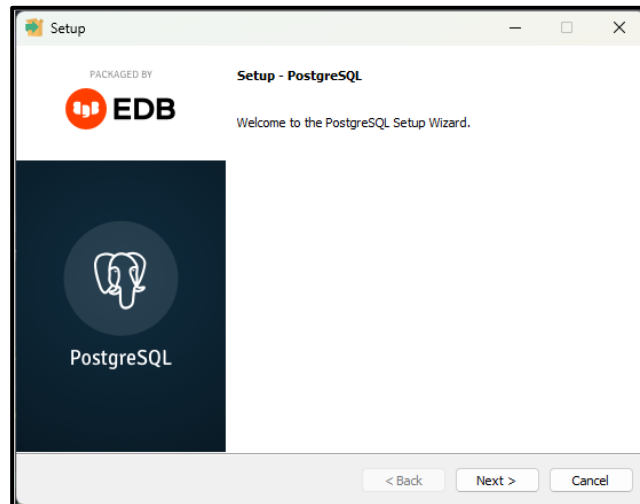 Setup
PACKAGED BY
EDB
PostgreSQL
Setup - PostgreSQL
Welcome to the PostgreSQL Setup Wizard.
< Back
Next >
Cancel